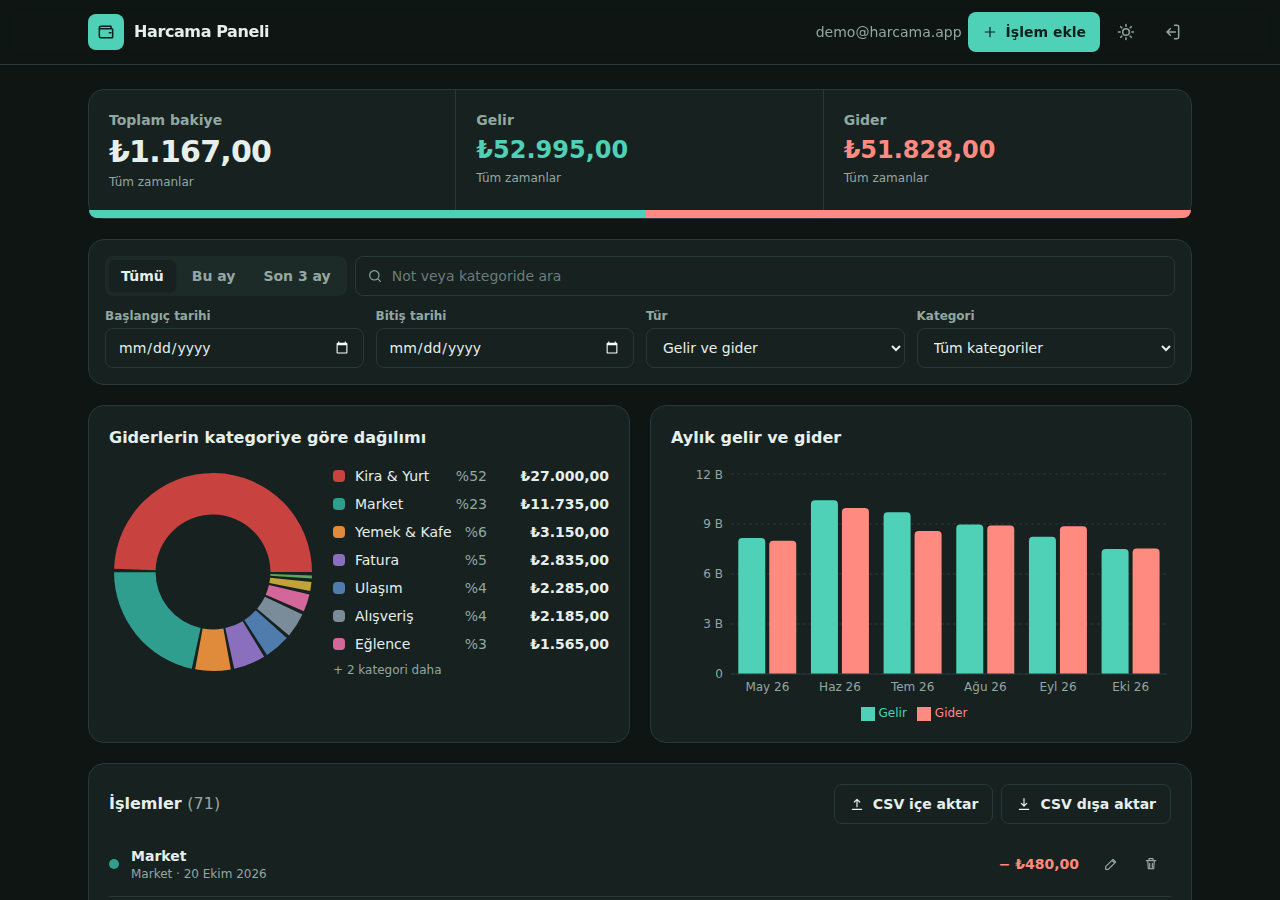 Harcama Paneli
demo@harcama.app
İşlem ekle
Toplam bakiye
₺1.167,00
Tüm zamanlar
Gelir
₺52.995,00
Tüm zamanlar
Gider
₺51.828,00
Tüm zamanlar
Tümü Bu ay Son 3 ay
Not veya kategoride ara
Başlangıç tarihi
mm/dd/yyyy
Bitiş tarihi
mm/dd/yyyy
Tür
Gelir ve gider
Kategori
Tüm kategoriler
Giderlerin kategoriye göre dağılımı
Kira & Yurt %52 ₺27.000,00
Market %23 ₺11.735,00
Yemek & Kafe %6 ₺3.150,00
Fatura %5 ₺2.835,00
Ulaşım %4 ₺2.285,00
Alışveriş %4 ₺2.185,00
Eğlence %3 ₺1.565,00
+ 2 kategori daha
Aylık gelir ve gider
12 B
9 B
6 B
3 B
0
May 26 Haz 26 Tem 26 Ağu 26 Eyl 26 Eki 26
Gelir Gider
İşlemler (71)
CSV içe aktar
CSV dışa aktar
Market
Market · 20 Ekim 2026
− ₺480,00